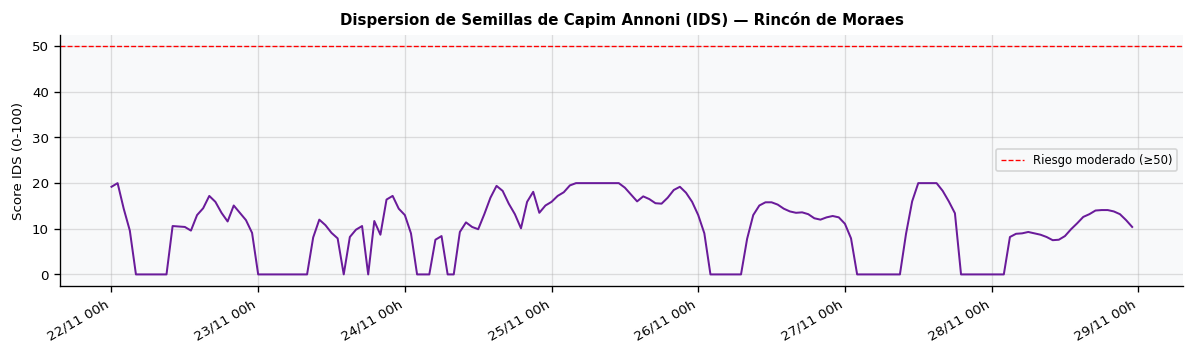 Dispersion de Semillas de Capim Annoni (IDS) — Rincón de Moraes
Score IDS (0-100)
50
40
30
20
10
0
Riesgo moderado (≥50)
22/11 00h
23/11 00h
24/11 00h
25/11 00h
26/11 00h
27/11 00h
28/11 00h
29/11 00h